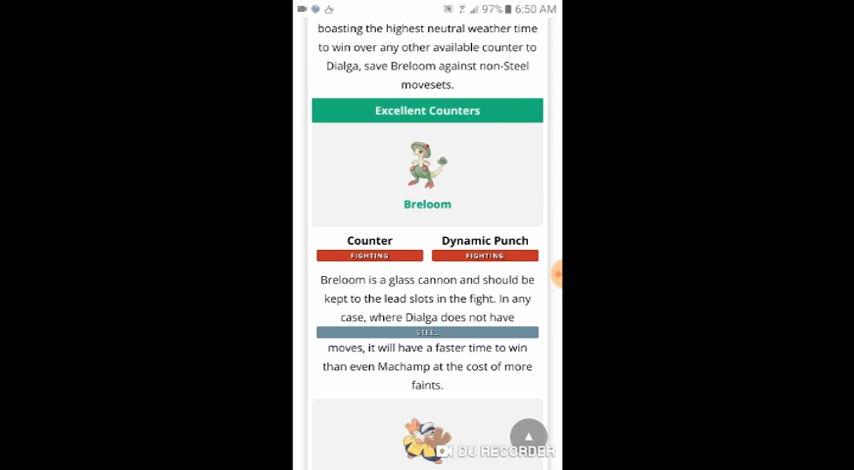 97% 6:50 AM
boasting the highest neutral weather time
to win over any other available counter to
Dialga, save Breloom against non-Steel
movesets.
Excellent Counters
Breloom
Counter Dynamic Punch
FIGHTING FIGHTING
Breloom is a glass cannon and should be
kept to the lead slots in the fight. In any
case, where Dialga does not have
STEEL
moves, it will have a faster time to win
than even Machamp at the cost of more
faints.
DU RECORDER